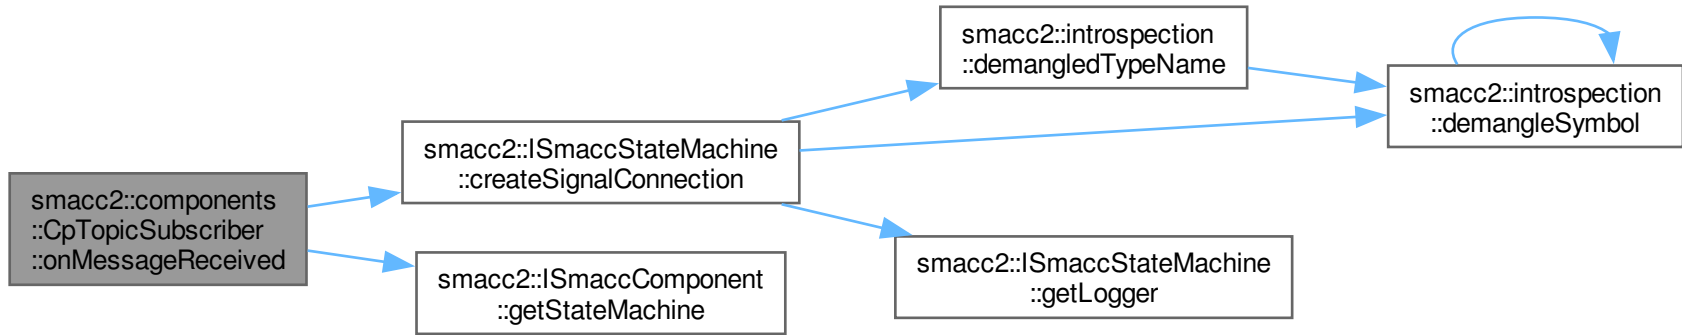 smacc2::components
::CpTopicSubscriber
::onMessageReceived
smacc2::ISmaccStateMachine
::createSignalConnection
smacc2::introspection
::demangledTypeName
smacc2::introspection
::demangleSymbol
smacc2::ISmaccStateMachine
::getLogger
smacc2::ISmaccComponent
::getStateMachine